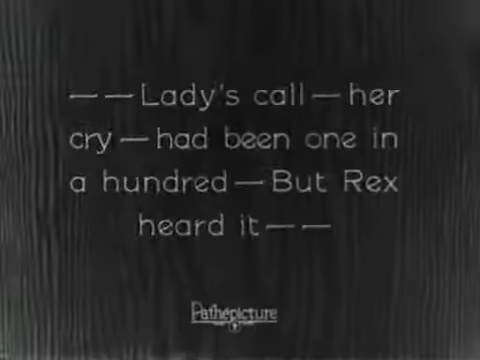 — — Lady's call — her
cry — had been one in
a hundred — But Rex
heard it — —
Pathépicture